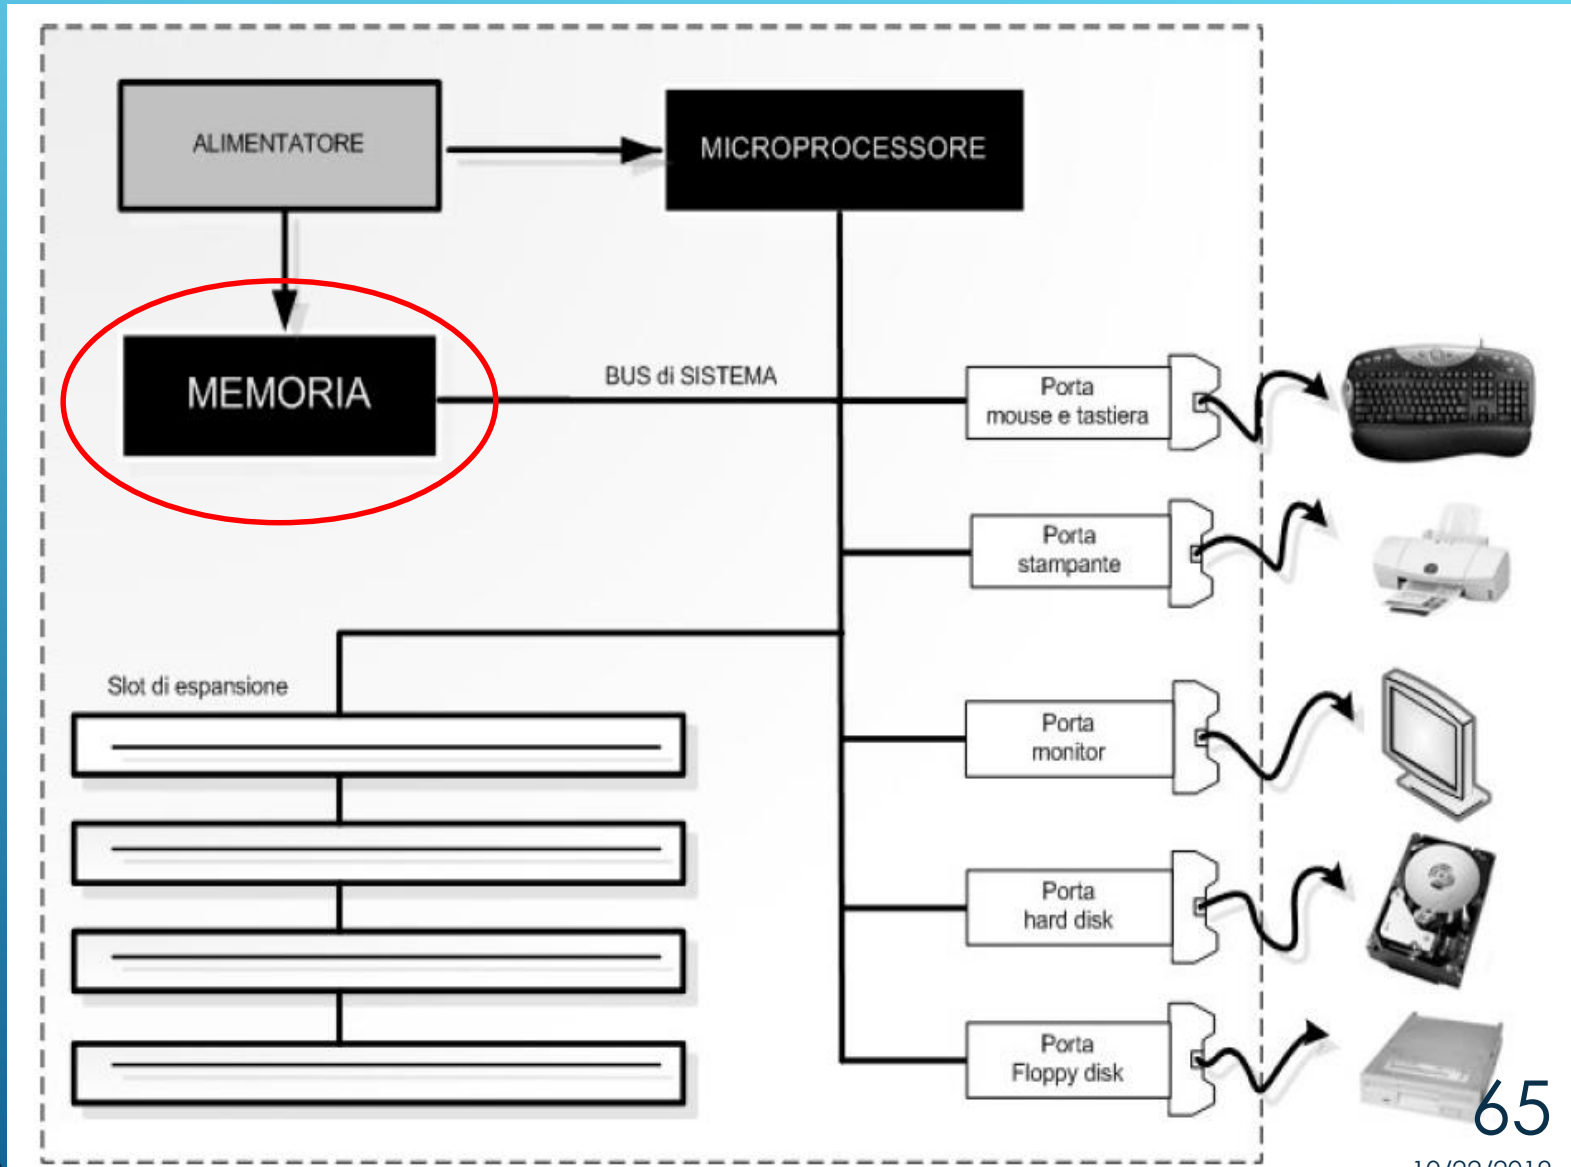 ALIMENTATORE
MICROPROCESSORE
MEMORIA
BUS di SISTEMA
Porta
mouse e tastiera
Porta
stampante
Slot di espansione
Porta
monitor
Porta
hard disk
Porta
Floppy disk
65